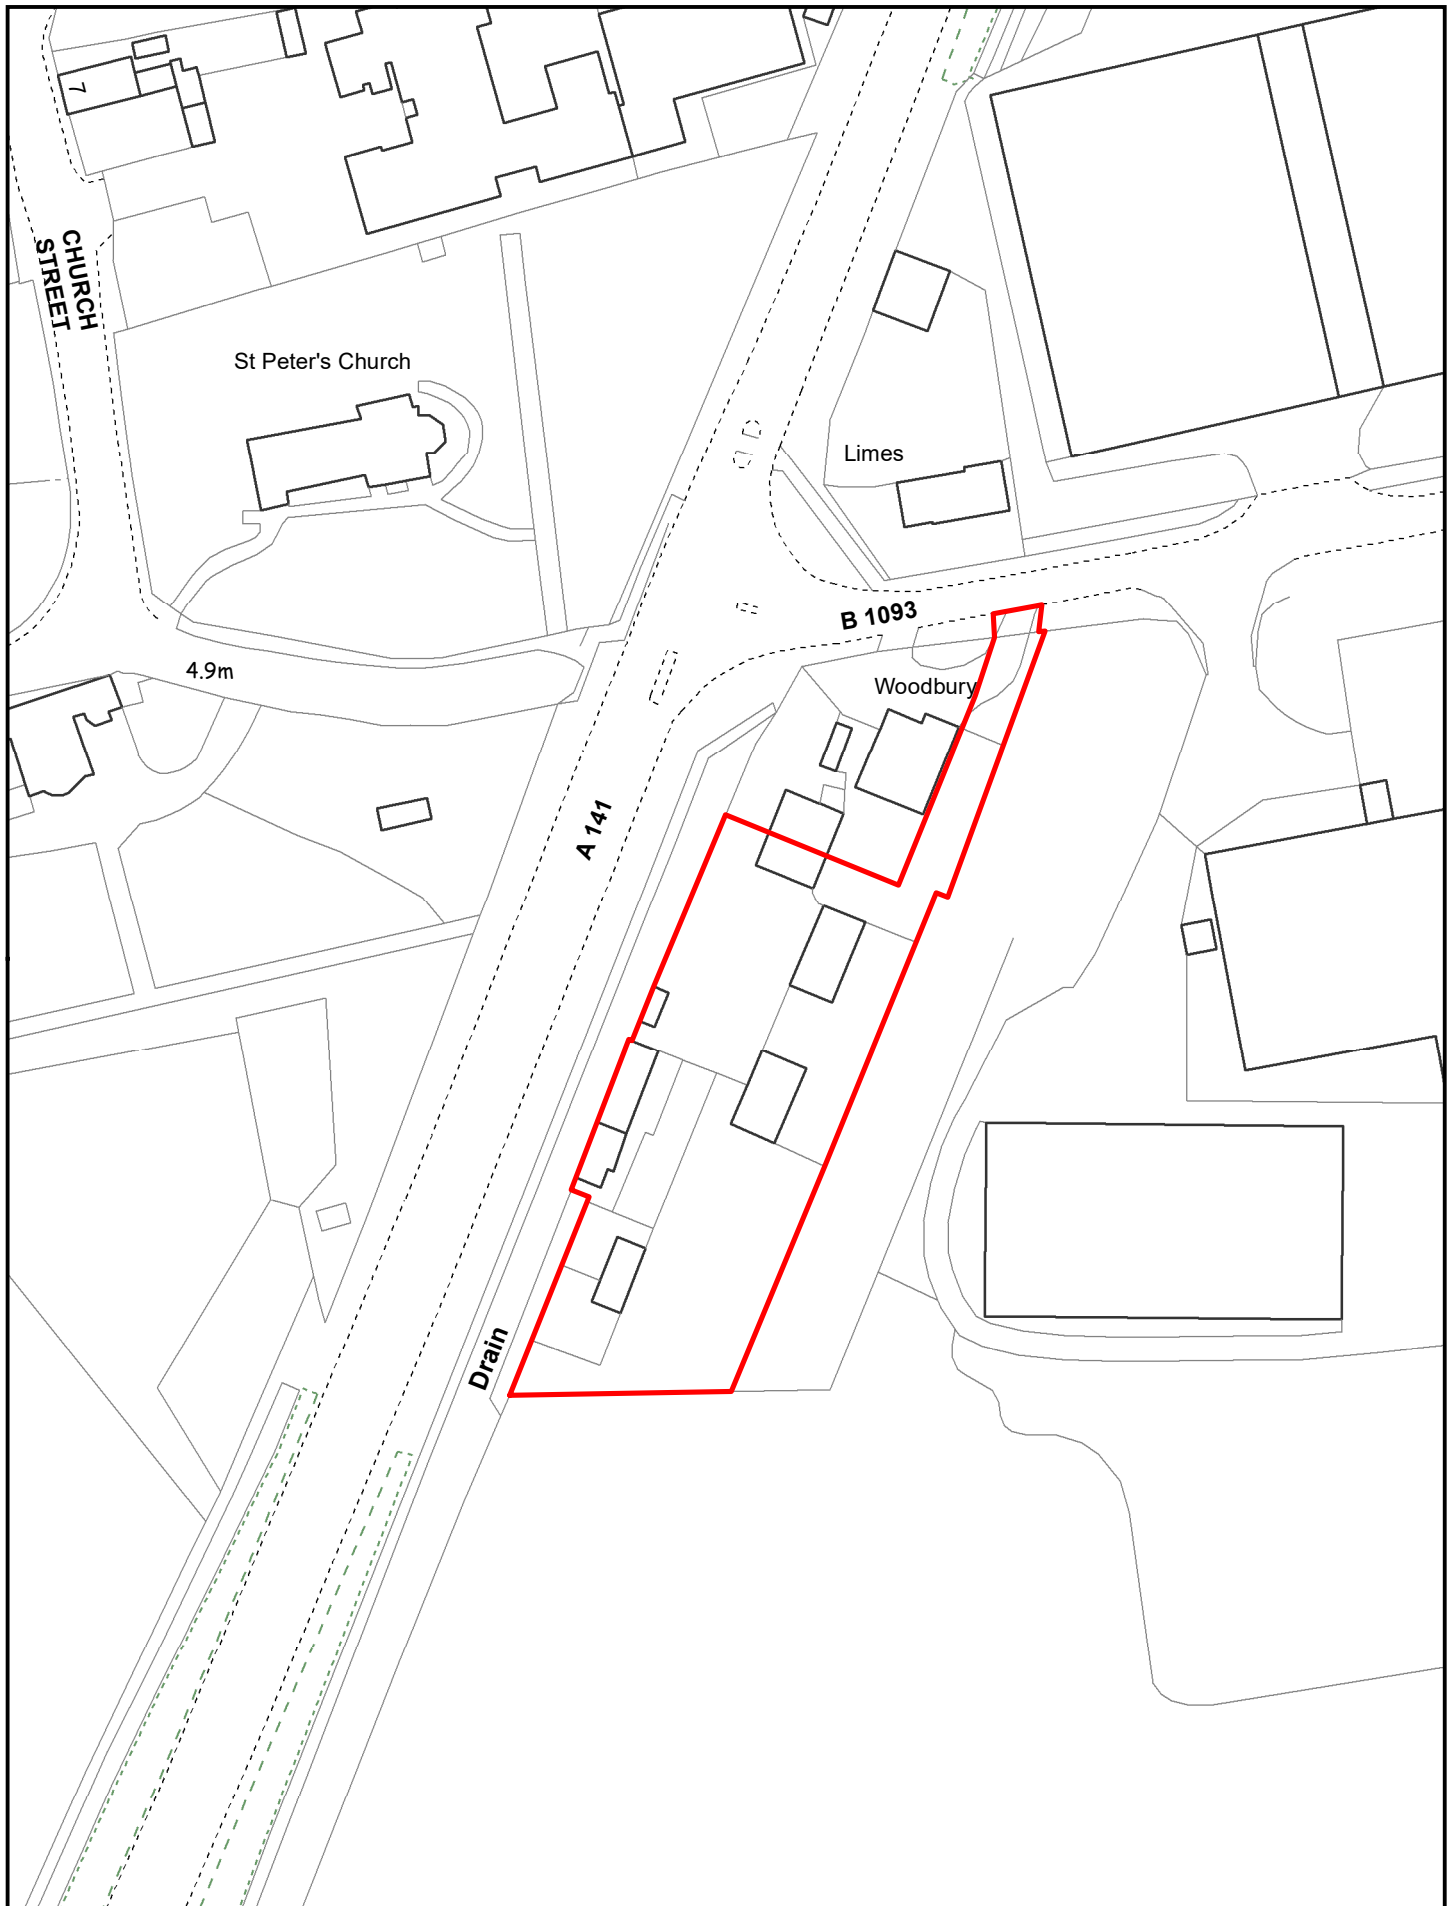 7
CHURCH
STREET
St Peter's Church
Limes
B 1093
4.9m
Woodbury
A 141
Drain